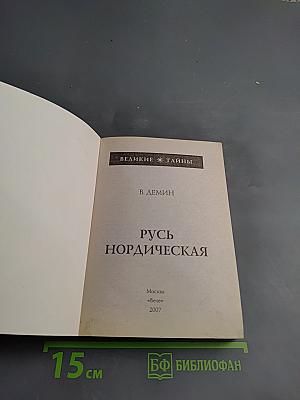 ВЕЛИКИЕ ТАЙНЫ
В. ДЕМИН
РУСЬ
НОРДИЧЕСКАЯ
Москва
«Вече»
2007
15 см
БФ БИБЛИОФАН